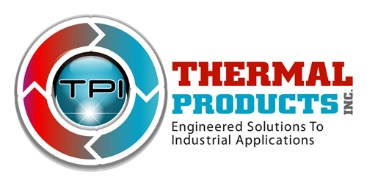 TPI
THERMAL
PRODUCTS INC.
Engineered Solutions To
Industrial Applications